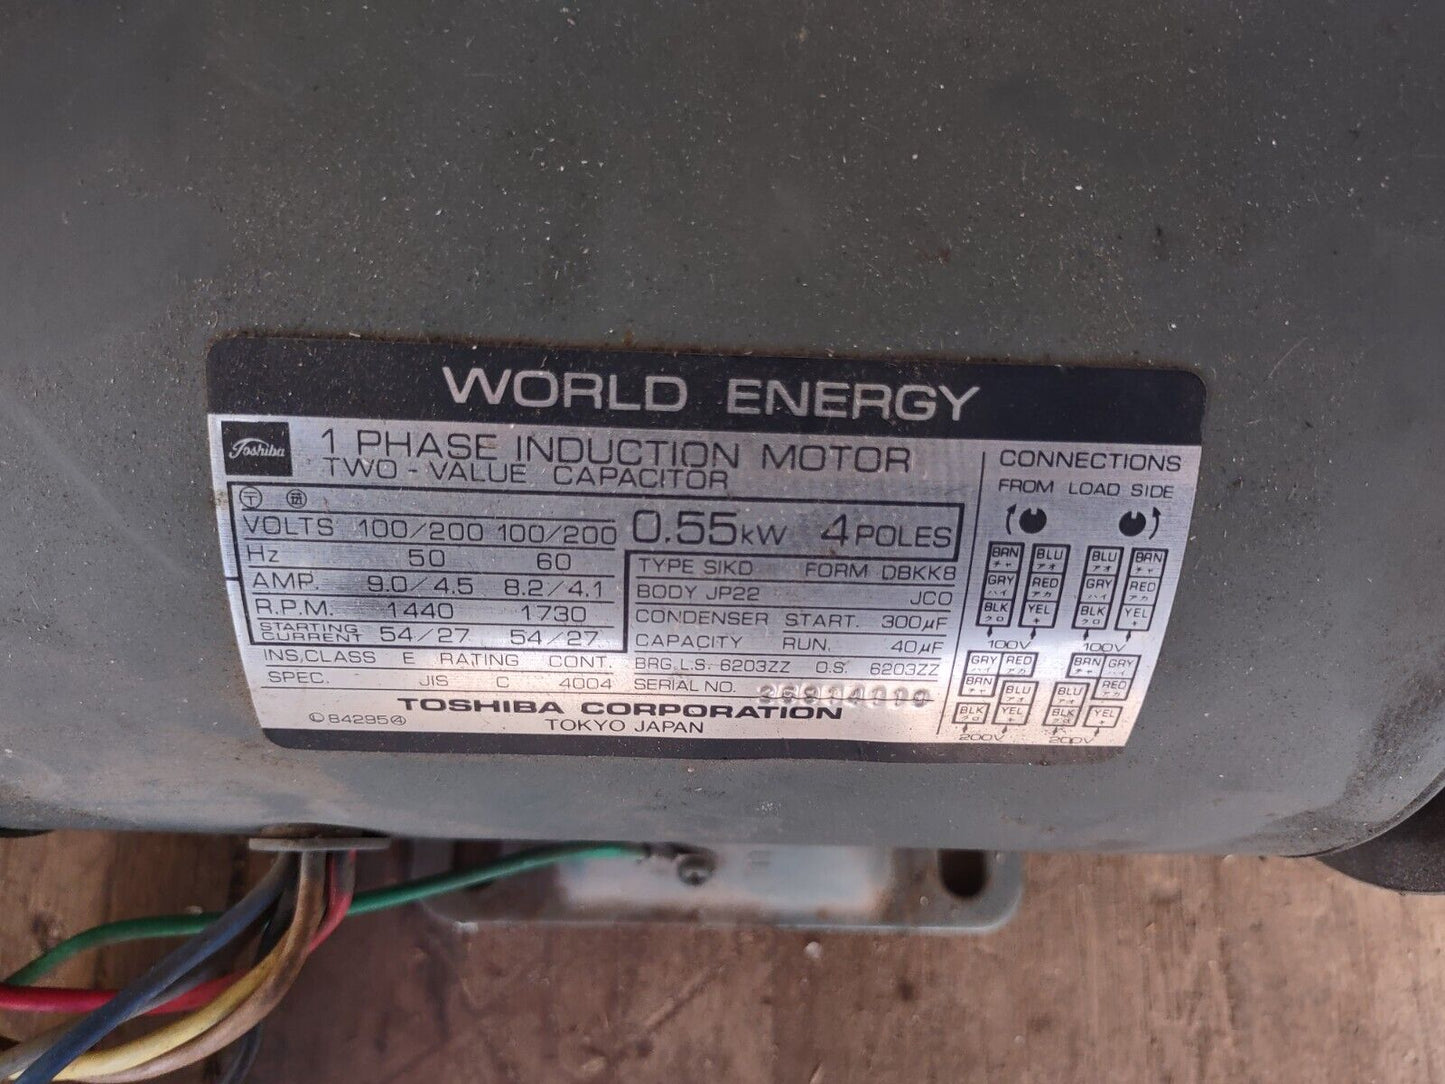 WORLD ENERGY
Toshiba
1 PHASE INDUCTION MOTOR
TWO-VALUE CAPACITOR
VOLTS 100/200 100/200
Hz 50 60
AMP. 9.0/4.5 8.2/4.1
R.P.M. 1440 1730
STARTING CURRENT 54/27 54/27
INS,CLASS E RATING CONT.
SPEC. JIS C 4004
0.55kW 4POLES
TYPE SIKD FORM DBKK8
BODY JP22 JCO
CONDENSER START. 300µF
CAPACITY RUN. 40µF
BRG,L.S. 6203ZZ O.S. 6203ZZ
SERIAL NO.
TOSHIBA CORPORATION
TOKYO JAPAN
Ⓛ84295④
CONNECTIONS
FROM LOAD SIDE
BRN チャ BLU アオ BLU アオ BRN チャ
GRY ハイ RED アカ GRY ハイ RED アカ
BLK クロ YEL キ BLK クロ YEL キ
100V 100V
GRY ハイ RED アカ BRN チャ GRY ハイ
BRN チャ BLU アオ BLU アオ RED アカ
BLK クロ YEL キ BLK クロ YEL キ
200V 200V